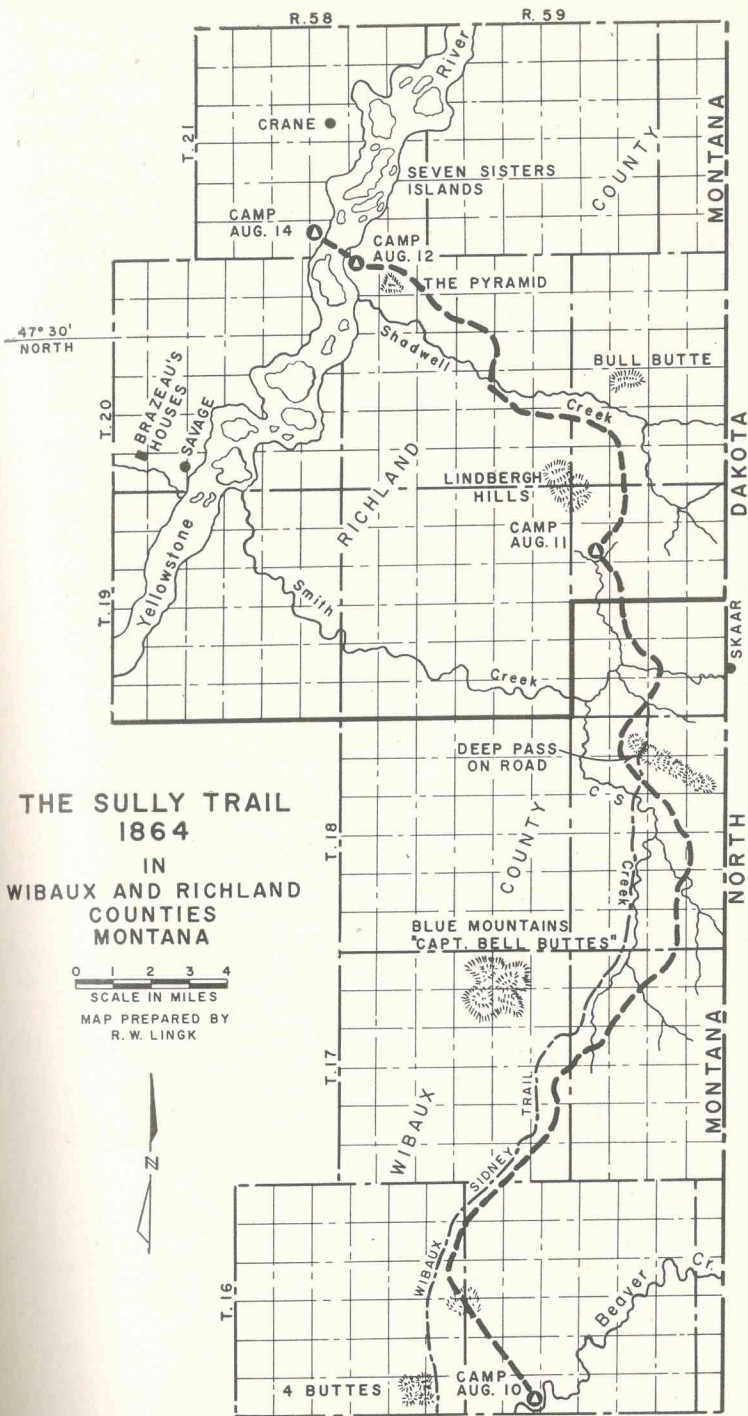 R. 58
R. 59
River
T. 21
CRANE
MONTANA
SEVEN SISTERS
ISLANDS
COUNTY
CAMP
AUG. 14
CAMP
AUG. 12
THE PYRAMID
47° 30'
NORTH
Shadwell
Creek
BULL BUTTE
T. 20
BRAZEAU'S
HOUSES
SAVAGE
DAKOTA
LINDBERGH
HILLS
RICHLAND
CAMP
AUG. 11
Yellowstone
T. 19
Smith
Creek
SKAAR
DEEP PASS
ON ROAD
C-S
Creek
THE SULLY TRAIL
1864
IN
WIBAUX AND RICHLAND
COUNTIES
MONTANA
T. 18
COUNTY
NORTH
BLUE MOUNTAINS
"CAPT. BELL BUTTES"
0 1 2 3 4
SCALE IN MILES
MAP PREPARED BY
R. W. LINGK
T. 17
MONTANA
WIBAUX
TRAIL
SIDNEY
WIBAUX
N
T. 16
Beaver Cr.
4 BUTTES
CAMP
AUG. 10